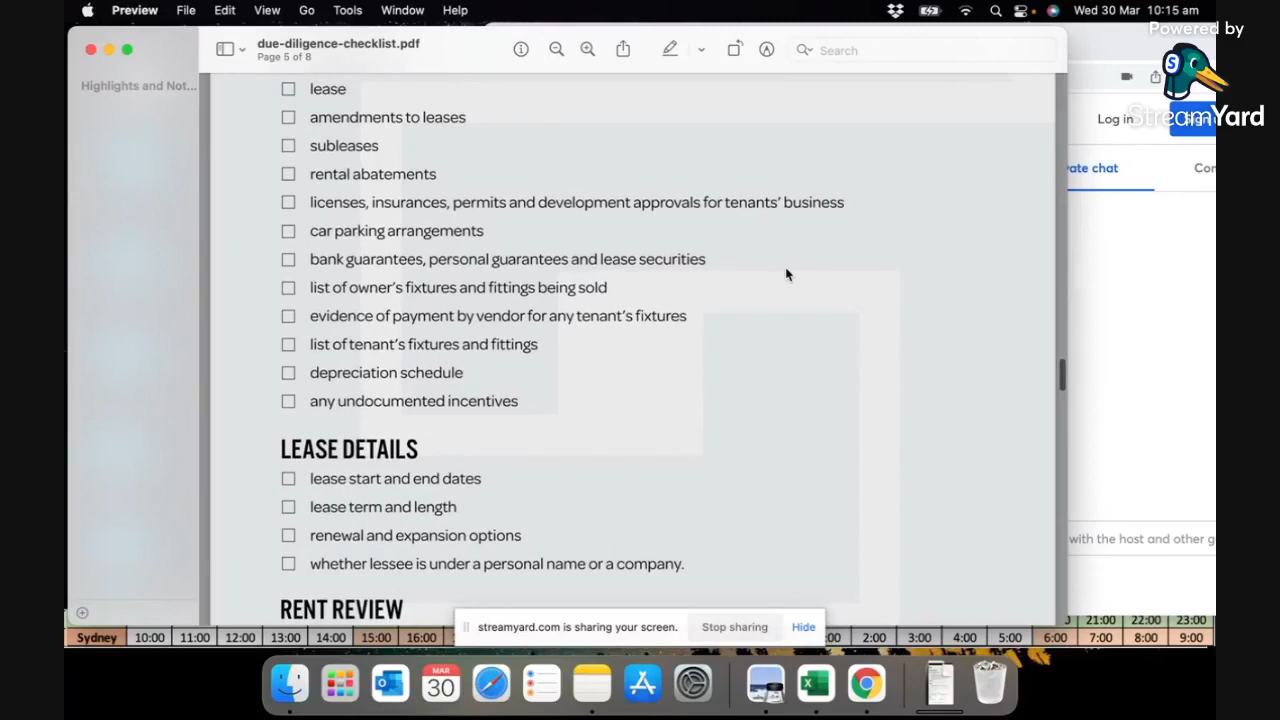 Preview File Edit View Go Tools Window Help Wed 30 Mar 10:15 am
Powered by
StreamYard
due-diligence-checklist.pdf
Page 5 of 8
Search
Highlights and Not...
Log in
ate chat
Cor
lease
amendments to leases
subleases
rental abatements
licenses, insurances, permits and development approvals for tenants' business
car parking arrangements
bank guarantees, personal guarantees and lease securities
list of owner's fixtures and fittings being sold
evidence of payment by vendor for any tenant's fixtures
list of tenant's fixtures and fittings
depreciation schedule
any undocumented incentives
LEASE DETAILS
lease start and end dates
lease term and length
renewal and expansion options
whether lessee is under a personal name or a company.
with the host and other g
RENT REVIEW
streamyard.com is sharing your screen. Stop sharing Hide
21:00 22:00 23:00
Sydney 10:00 11:00 12:00 13:00 14:00 15:00 16:00 :00 2:00 3:00 4:00 5:00 6:00 7:00 8:00 9:00
MAR
30